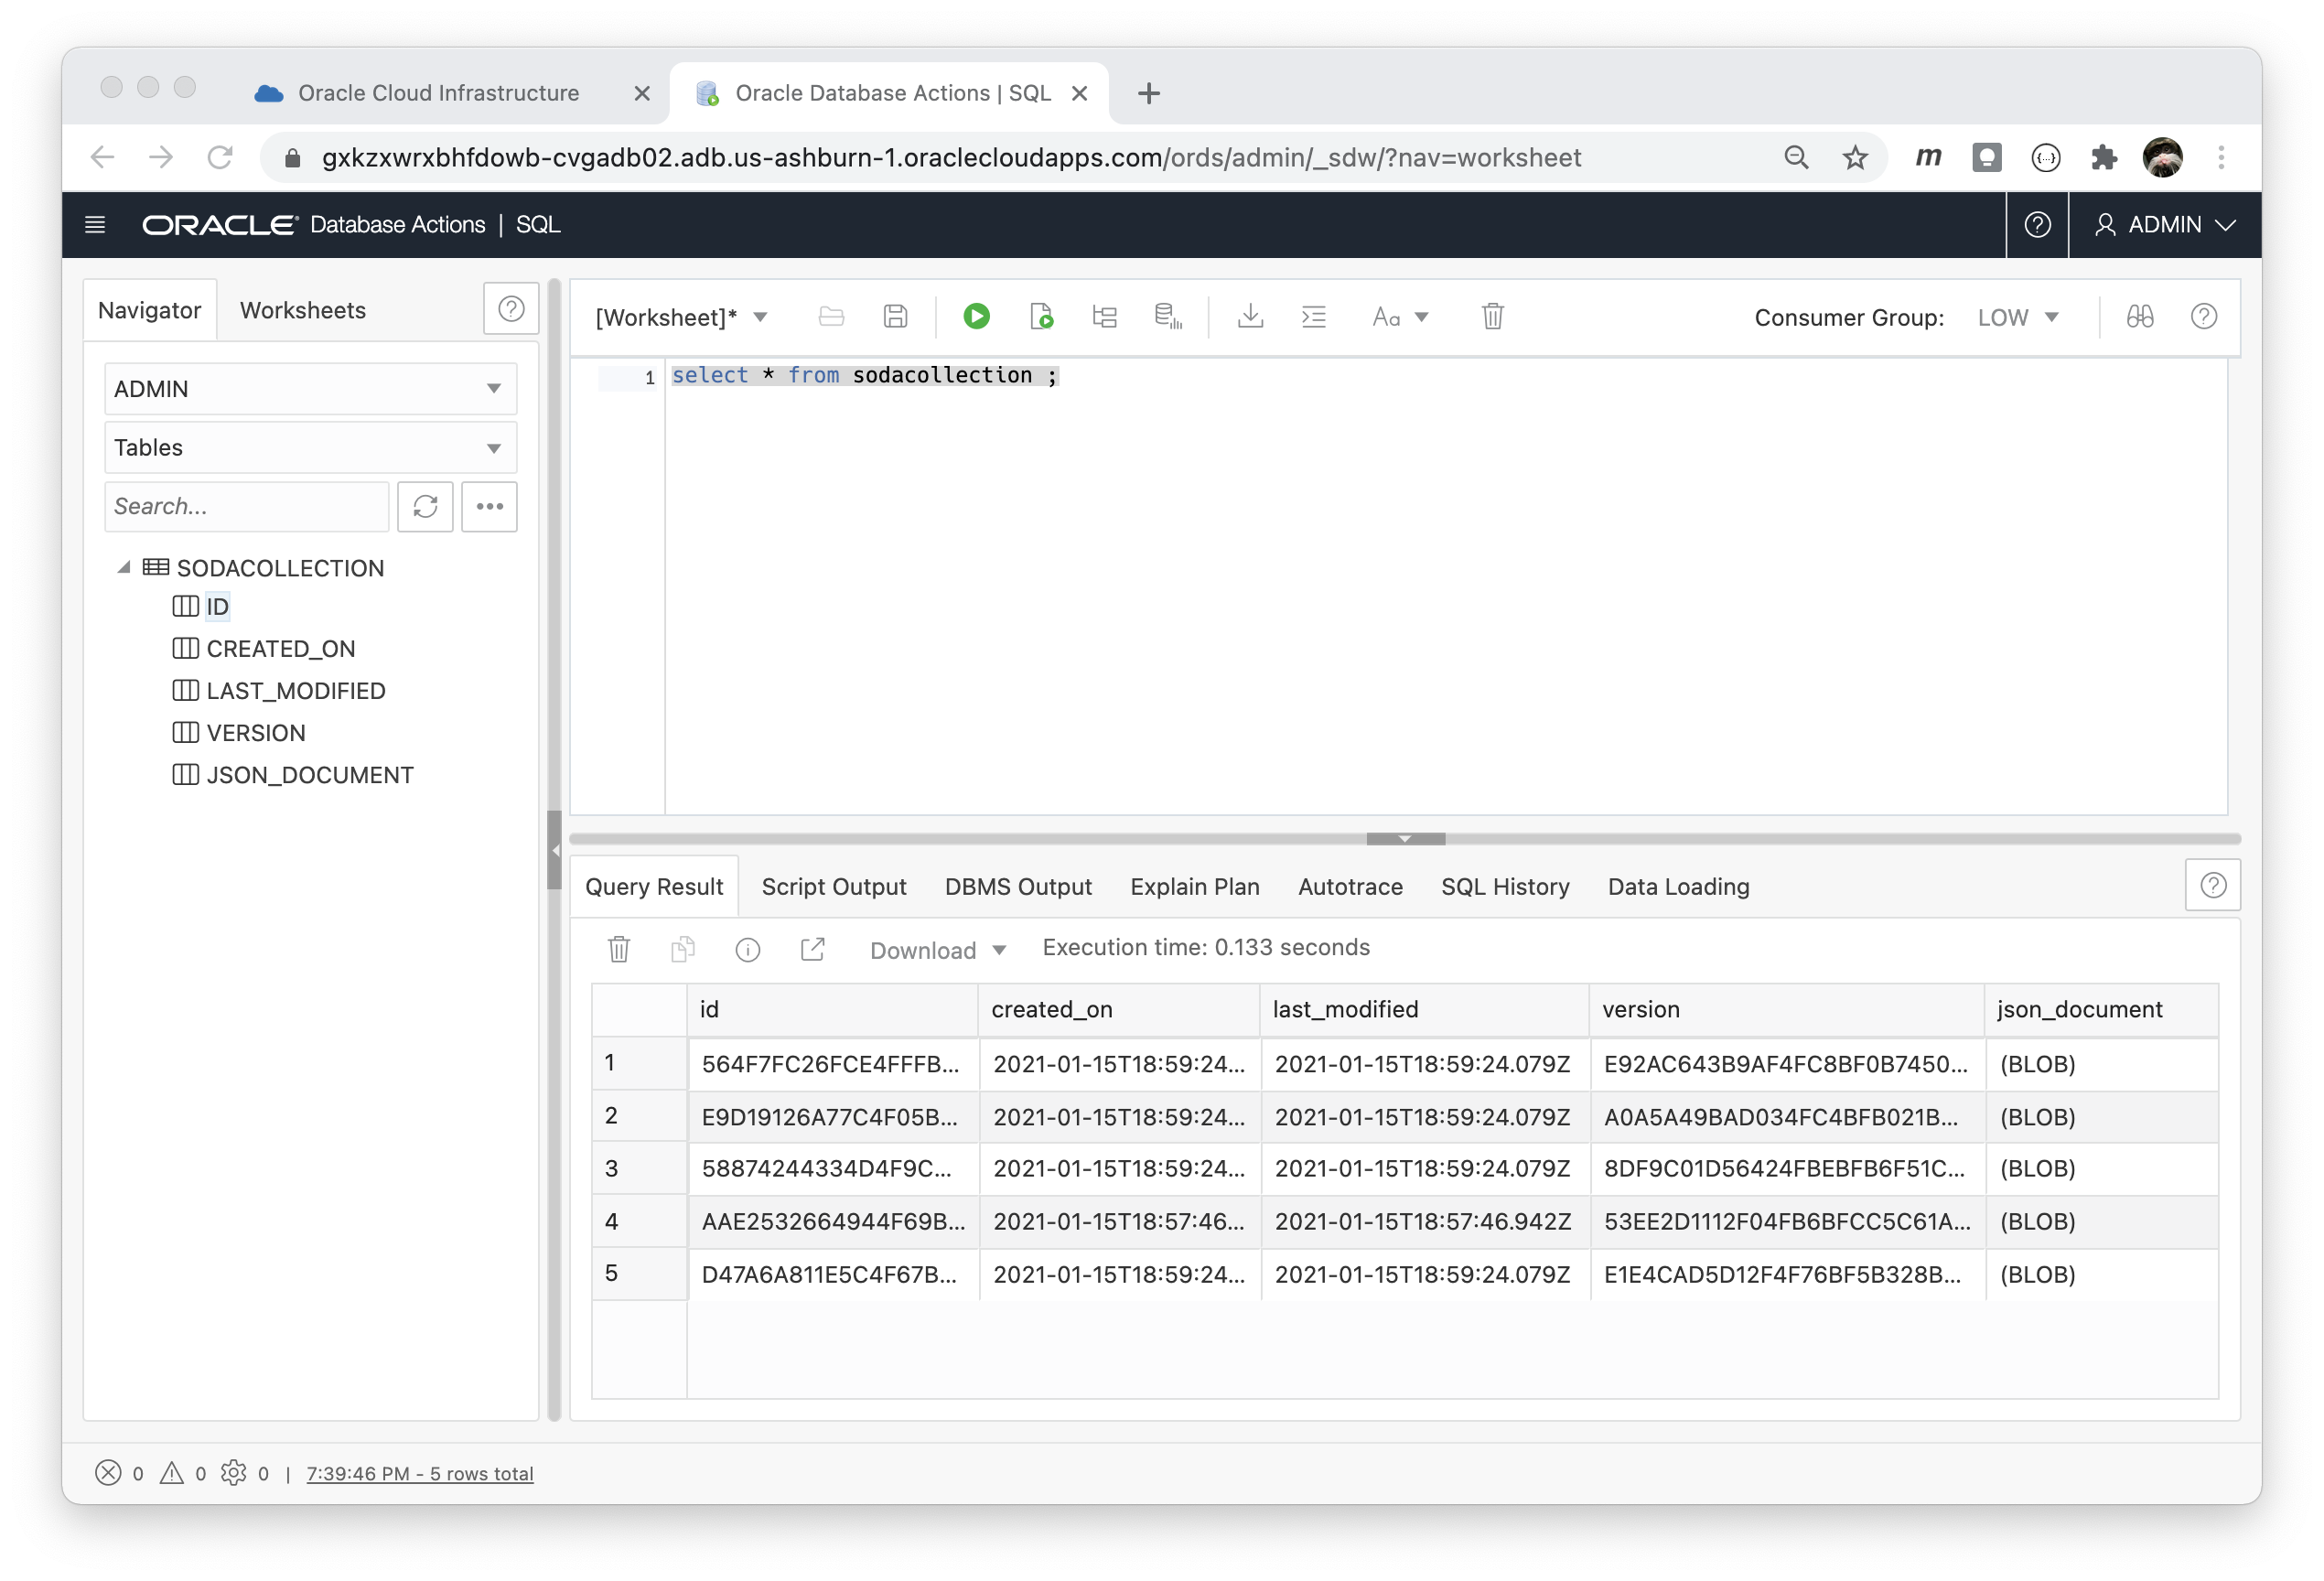 Oracle Cloud Infrastructure
Oracle Database Actions | SQL
gxkzxwrxbhfdowb-cvgadb02.adb.us-ashburn-1.oraclecloudapps.com/ords/admin/_sdw/?nav=worksheet
m
ORACLE® Database Actions | SQL
ADMIN
Navigator
Worksheets
ADMIN
Tables
Search...
SODACOLLECTION
ID
CREATED_ON
LAST_MODIFIED
VERSION
JSON_DOCUMENT
[Worksheet]*
Aa
Consumer Group: LOW
1 select * from sodacollection ;
Query Result Script Output DBMS Output Explain Plan Autotrace SQL History Data Loading
Download Execution time: 0.133 seconds
id created_on last_modified version json_document
1 564F7FC26FCE4FFFB... 2021-01-15T18:59:24... 2021-01-15T18:59:24.079Z E92AC643B9AF4FC8BF0B7450... (BLOB)
2 E9D19126A77C4F05B... 2021-01-15T18:59:24... 2021-01-15T18:59:24.079Z A0A5A49BAD034FC4BFB021B... (BLOB)
3 58874244334D4F9C... 2021-01-15T18:59:24... 2021-01-15T18:59:24.079Z 8DF9C01D56424FBEBFB6F51C... (BLOB)
4 AAE2532664944F69B... 2021-01-15T18:57:46... 2021-01-15T18:57:46.942Z 53EE2D1112F04FB6BFCC5C61A... (BLOB)
5 D47A6A811E5C4F67B... 2021-01-15T18:59:24... 2021-01-15T18:59:24.079Z E1E4CAD5D12F4F76BF5B328B... (BLOB)
0 0 0 | 7:39:46 PM - 5 rows total